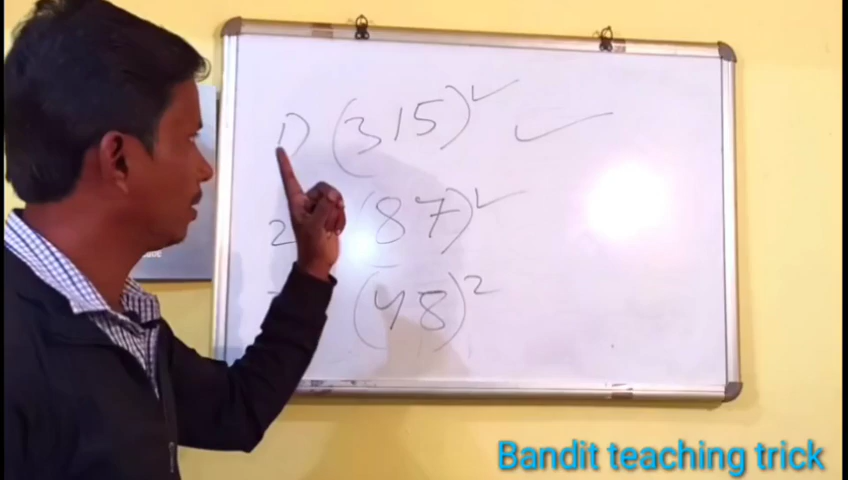 1) (315)²
2 (87)²
(48)²
Bandit teaching trick